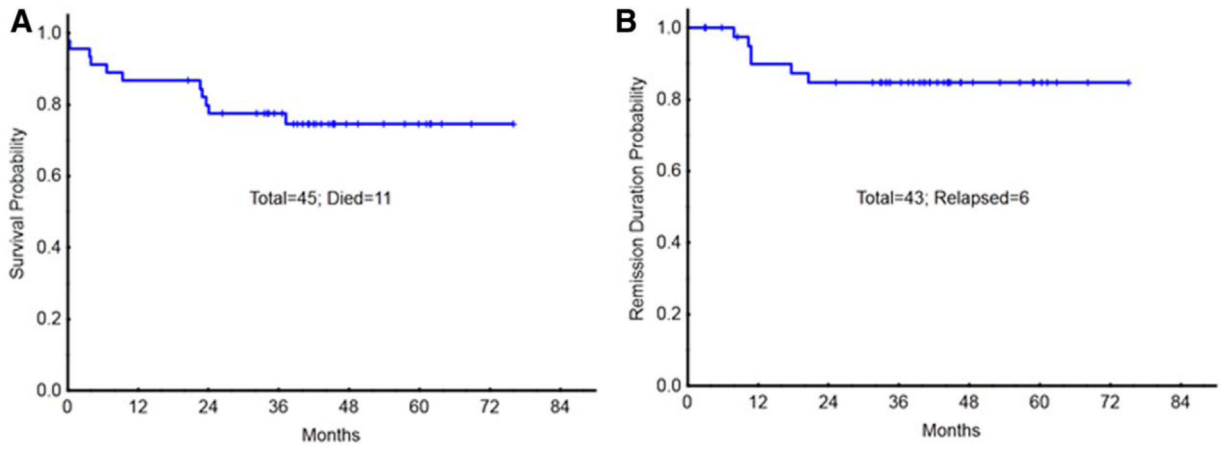 A
Survival Probability
1.0
0.8
0.6
0.4
0.2
0.0
Total=45; Died=11
0 12 24 36 48 60 72 84
Months
B
Remission Duration Probability
1.0
0.8
0.6
0.4
0.2
0.0
Total=43; Relapsed=6
0 12 24 36 48 60 72 84
Months